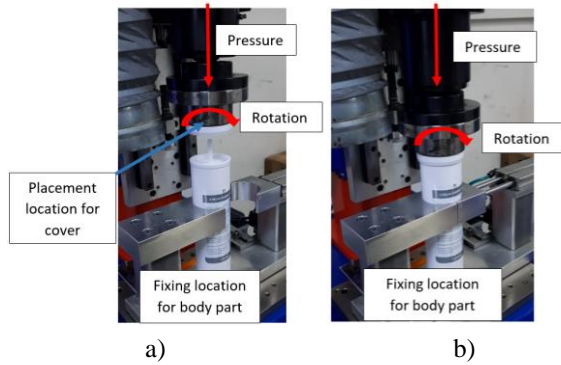 Pressure
Rotation
Placement
location for
cover
Fixing location
for body part
a)
Pressure
Rotation
Fixing location
for body part
b)